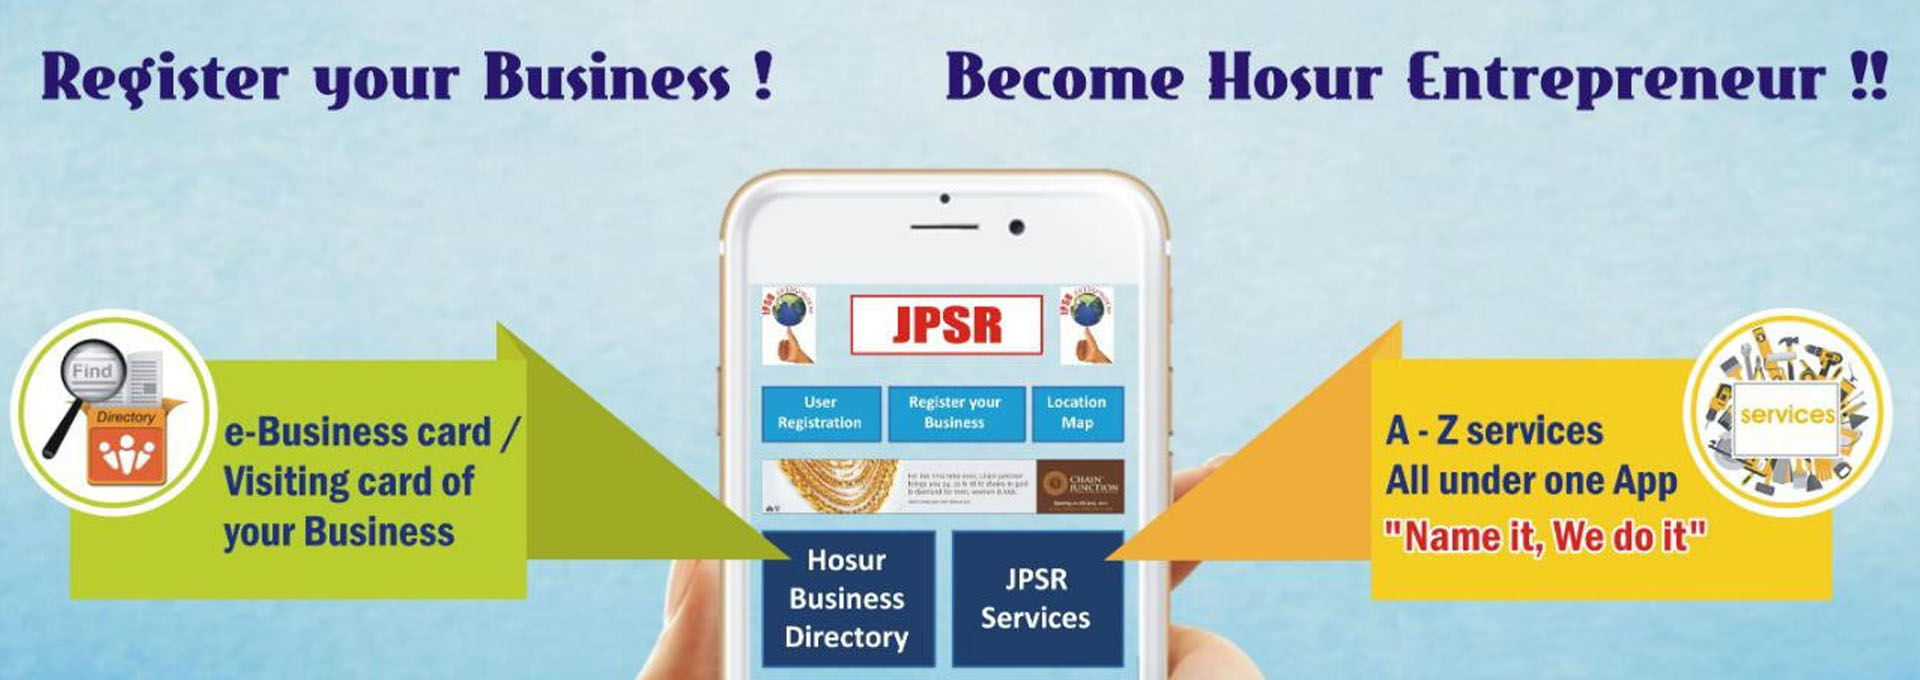 Register your Business !
Become Hosur Entrepreneur !!
JPSR
JPSR
JPSR
User
Registration
Register your
Business
Location
Map
CHAIN
JUNCTION
Hosur
Business
Directory
JPSR
Services
Find
Directory
e-Business card /
Visiting card of
your Business
services
A - Z services
All under one App
"Name it, We do it"